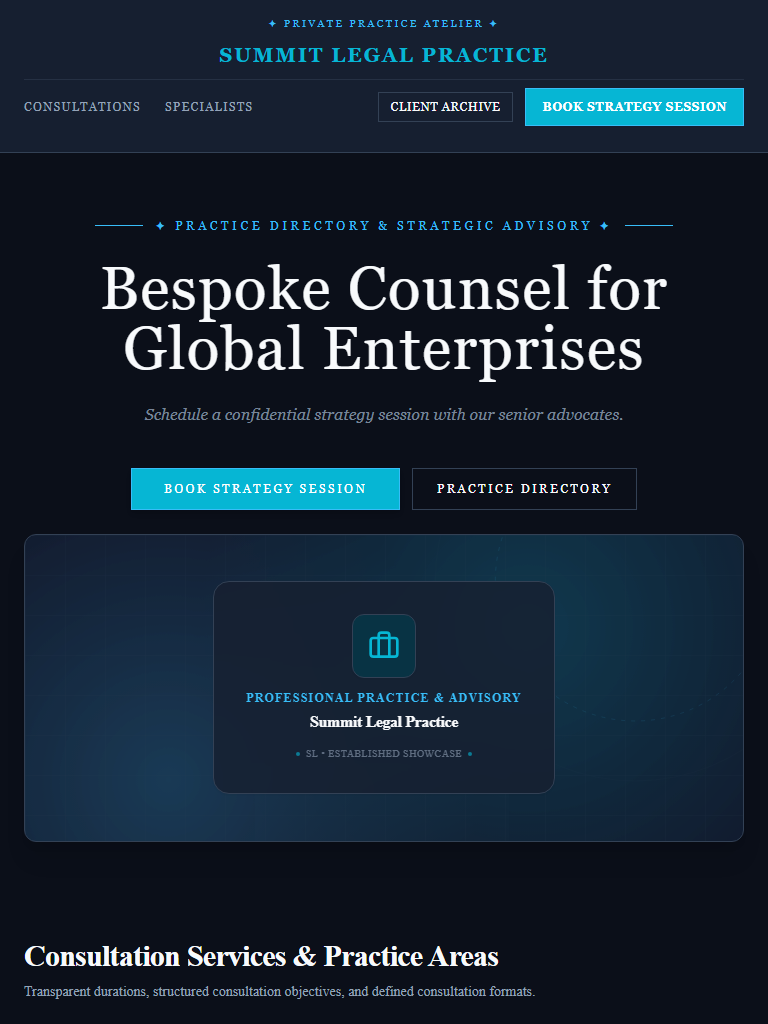 ✦ PRIVATE PRACTICE ATELIER ✦
SUMMIT LEGAL PRACTICE
CONSULTATIONS SPECIALISTS CLIENT ARCHIVE BOOK STRATEGY SESSION
✦ PRACTICE DIRECTORY & STRATEGIC ADVISORY ✦
Bespoke Counsel for
Global Enterprises
Schedule a confidential strategy session with our senior advocates.
BOOK STRATEGY SESSION PRACTICE DIRECTORY
PROFESSIONAL PRACTICE & ADVISORY
Summit Legal Practice
SL • ESTABLISHED SHOWCASE
Consultation Services & Practice Areas
Transparent durations, structured consultation objectives, and defined consultation formats.